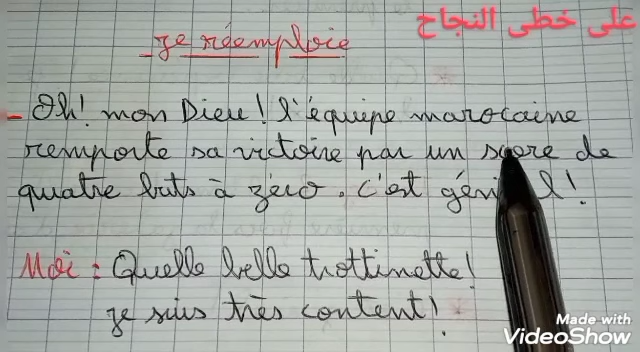 على خطى النجاح
Je réemploie
- Oh! mon Dieu! l'équipe marocaine
remporte sa victoire par un score de
quatre buts à zéro. c'est génial!
Moi : Quelle belle trottinette!
je suis très content!
Made with
VideoShow